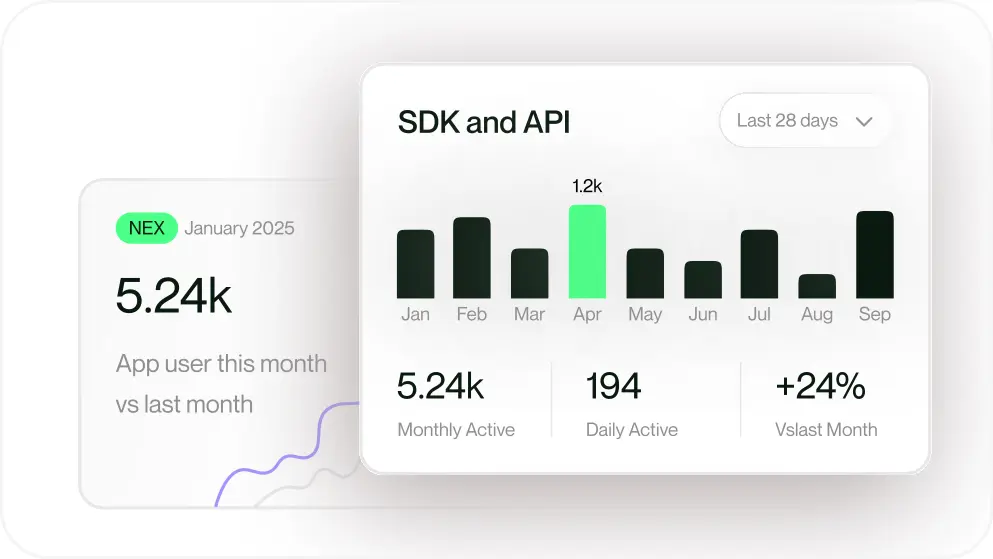 NEX January 2025
5.24k
App user this month
vs last month
SDK and API
Last 28 days
1.2k
Jan Feb Mar Apr May Jun Jul Aug Sep
5.24k 194 +24%
Monthly Active Daily Active Vslast Month